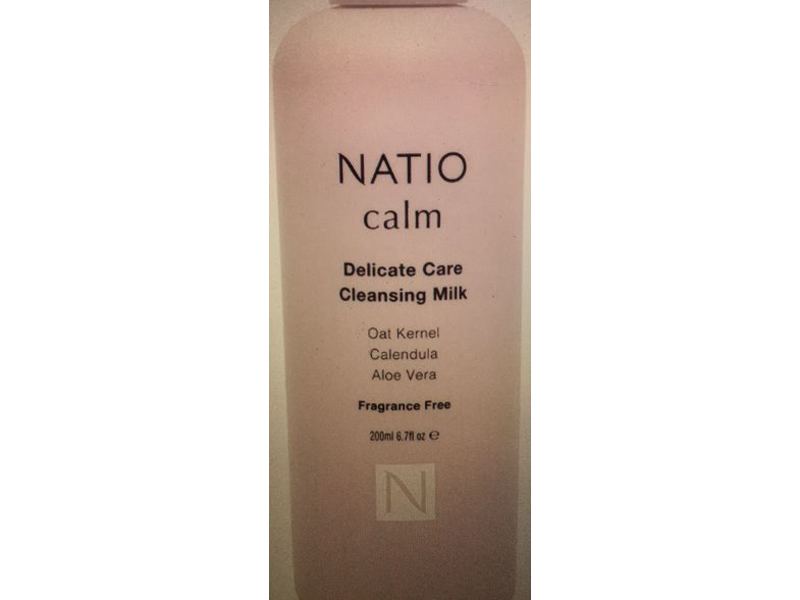 NATIO
calm
Delicate Care
Cleansing Milk
Oat Kernel
Calendula
Aloe Vera
Fragrance Free
200ml 6.7fl oz ℮
N